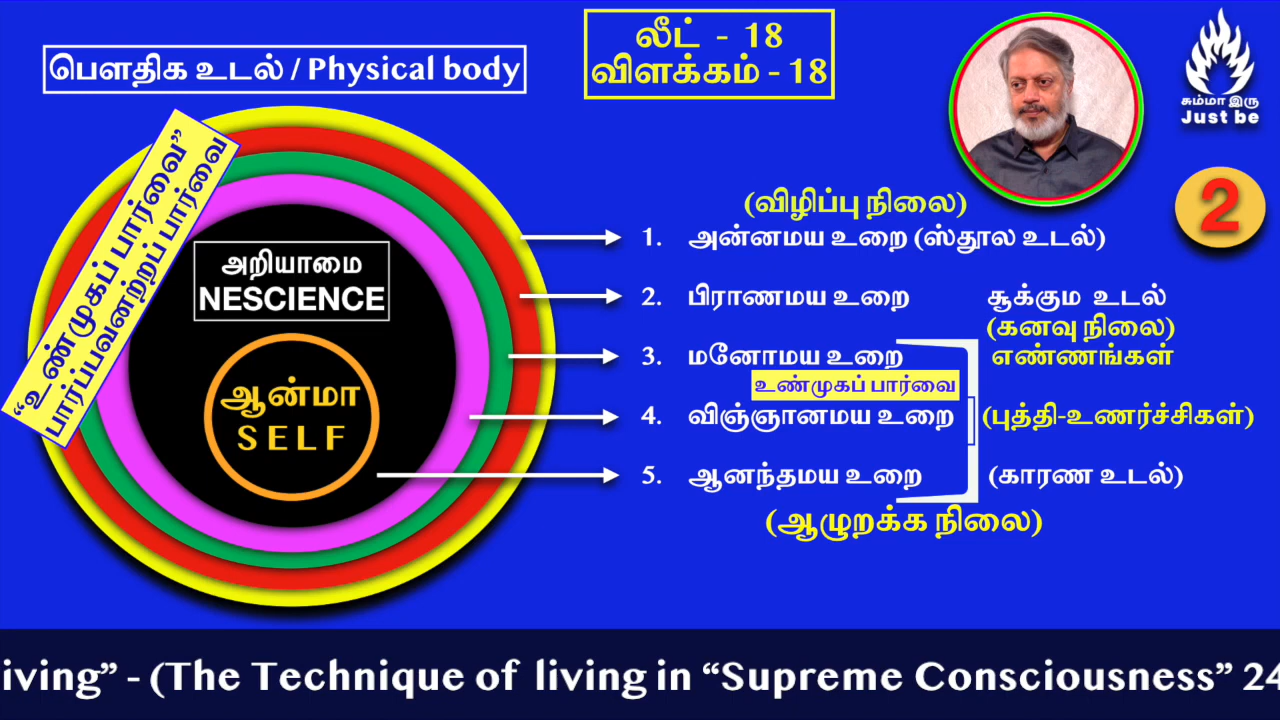 லீட் - 18
விளக்கம் - 18
பௌதிக உடல் / Physical body
சும்மா இரு
Just be
2
“உண்முகப் பார்வை”
பார்ப்பவனற்றப் பார்வை
அறியாமை
NESCIENCE
ஆன்மா
SELF
(விழிப்பு நிலை)
1. அன்னமய உறை (ஸ்தூல உடல்)
2. பிராணமய உறை சூக்கும உடல்
(கனவு நிலை)
3. மனோமய உறை எண்ணங்கள்
உண்முகப் பார்வை
4. விஞ்ஞானமய உறை (புத்தி-உணர்ச்சிகள்)
5. ஆனந்தமய உறை (காரண உடல்)
(ஆழுறக்க நிலை)
iving” - (The Technique of living in “Supreme Consciousness” 24